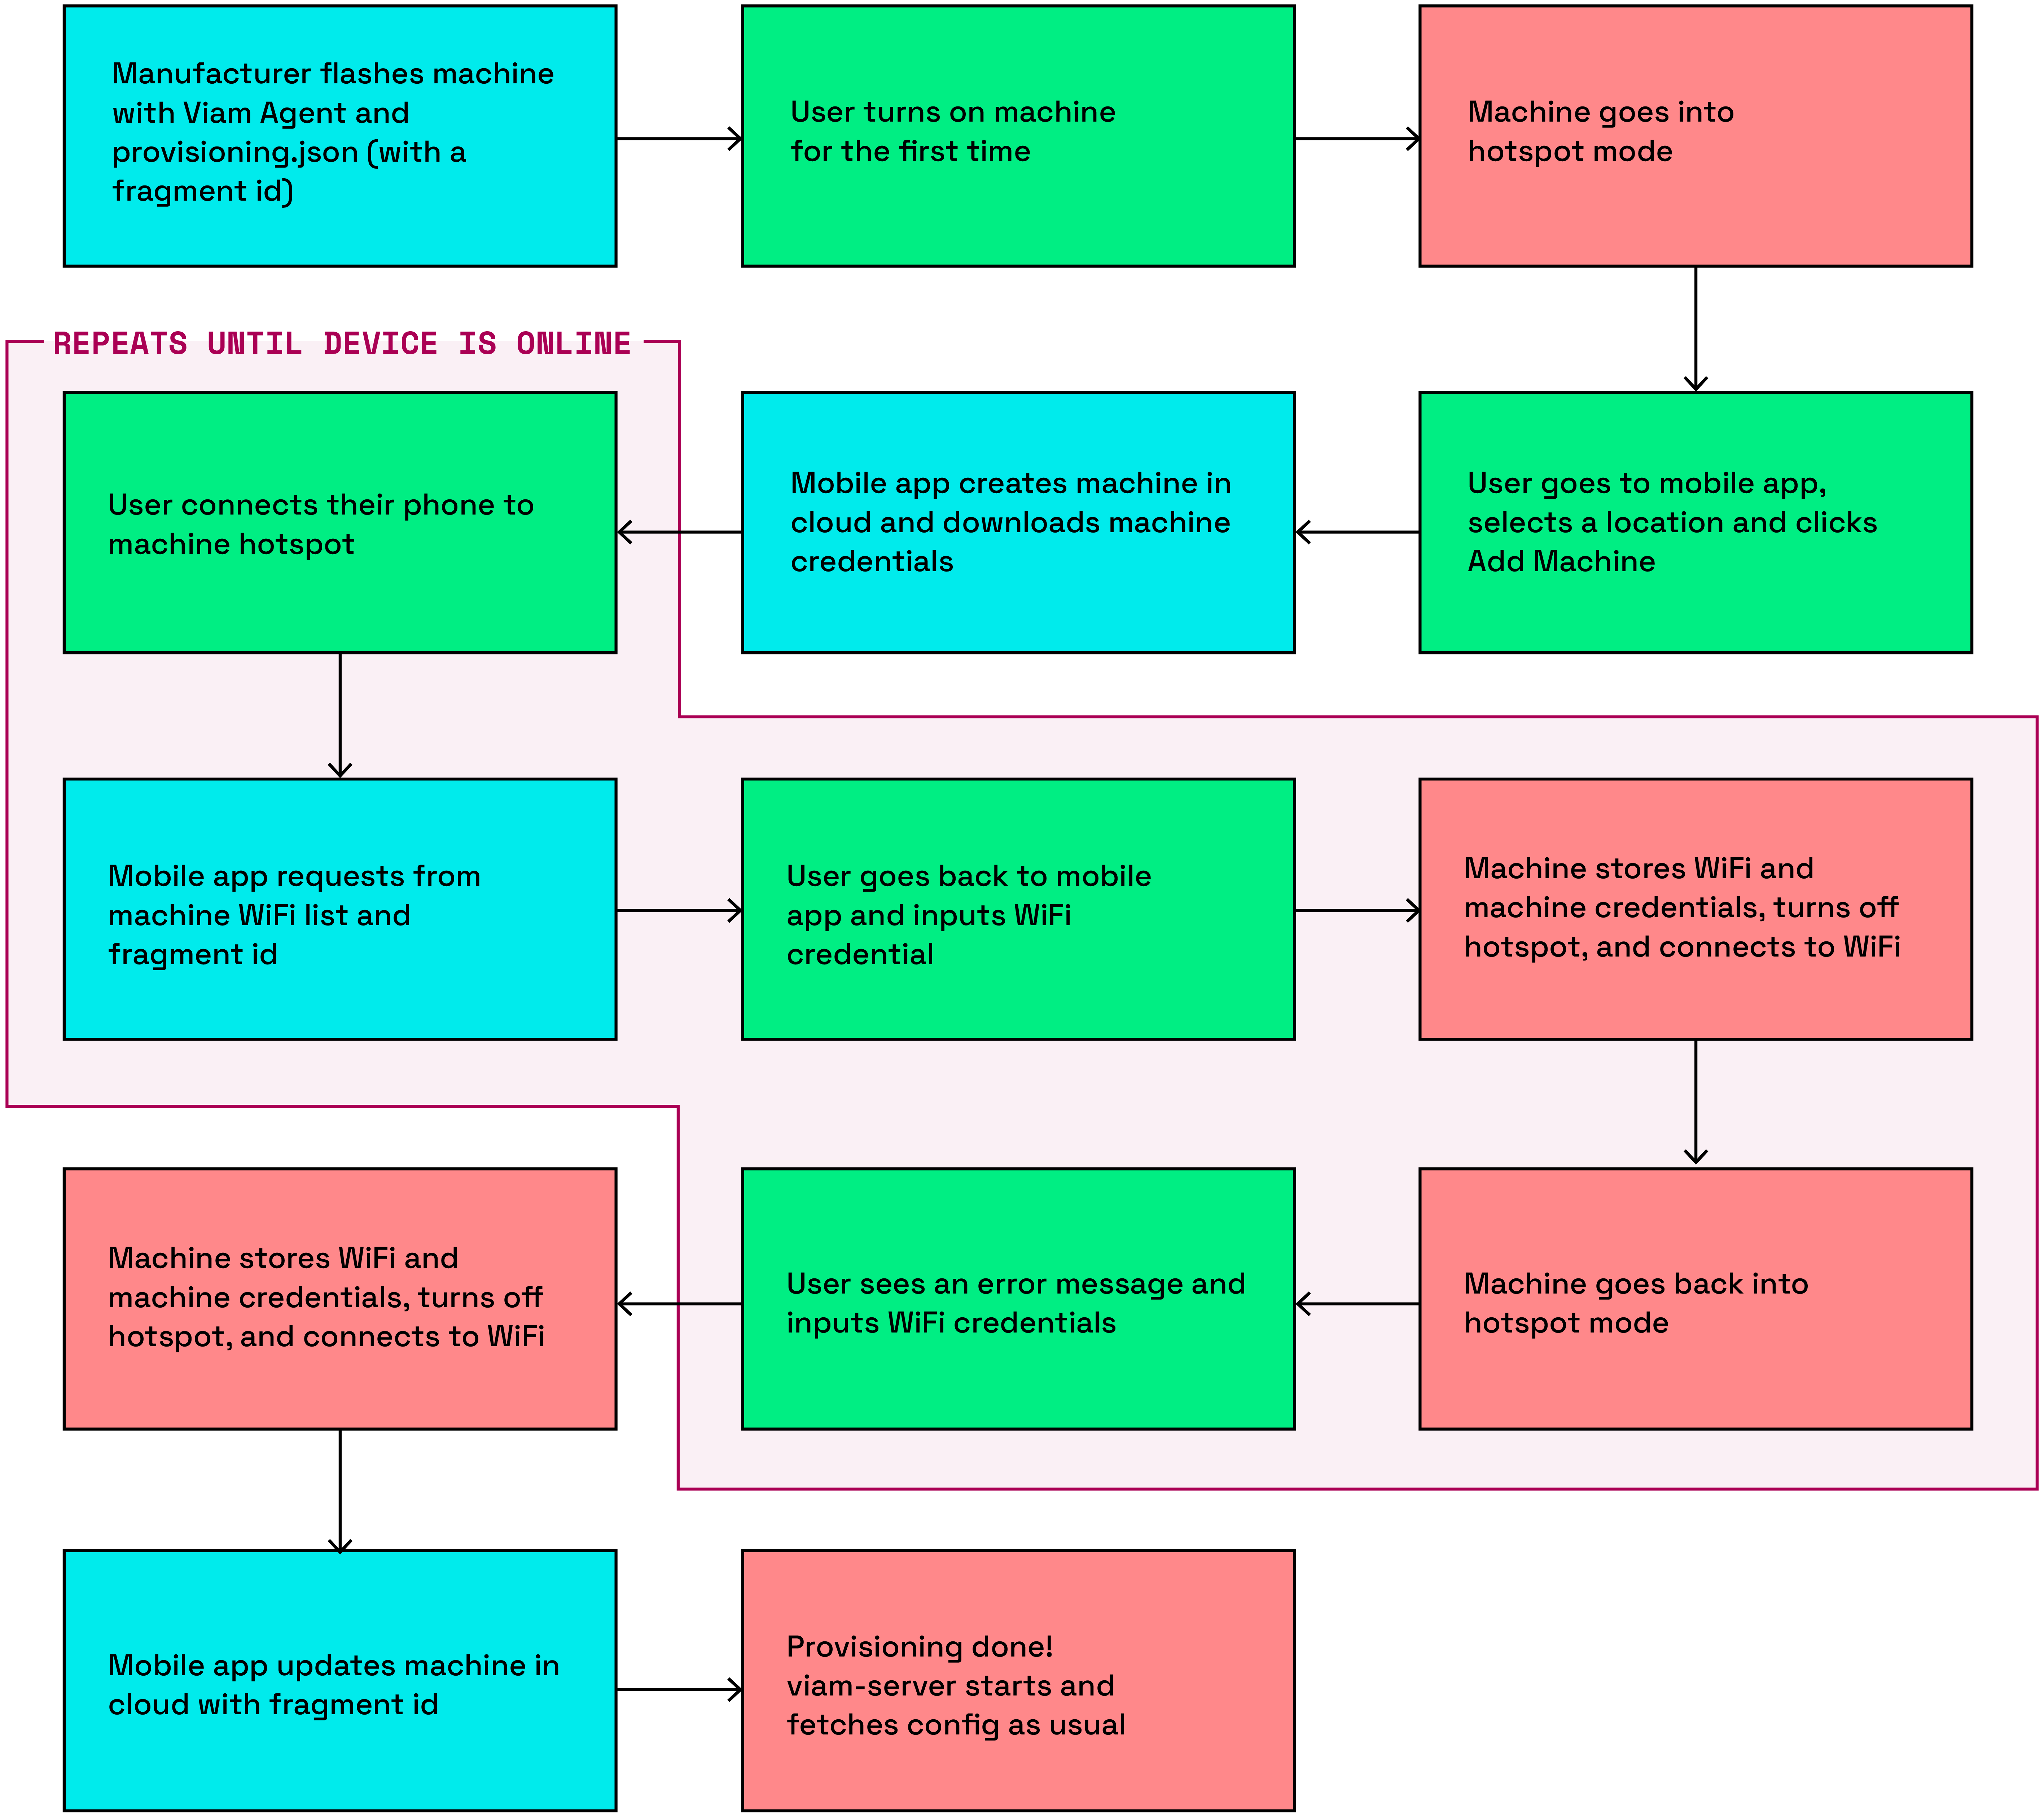 Manufacturer flashes machine
with Viam Agent and
provisioning.json (with a
fragment id)
User turns on machine
for the first time
Machine goes into
hotspot mode
REPEATS UNTIL DEVICE IS ONLINE
User goes to mobile app,
selects a location and clicks
Add Machine
Mobile app creates machine in
cloud and downloads machine
credentials
User connects their phone to
machine hotspot
Mobile app requests from
machine WiFi list and
fragment id
User goes back to mobile
app and inputs WiFi
credential
Machine stores WiFi and
machine credentials, turns off
hotspot, and connects to WiFi
Machine goes back into
hotspot mode
User sees an error message and
inputs WiFi credentials
Machine stores WiFi and
machine credentials, turns off
hotspot, and connects to WiFi
Mobile app updates machine in
cloud with fragment id
Provisioning done!
viam-server starts and
fetches config as usual